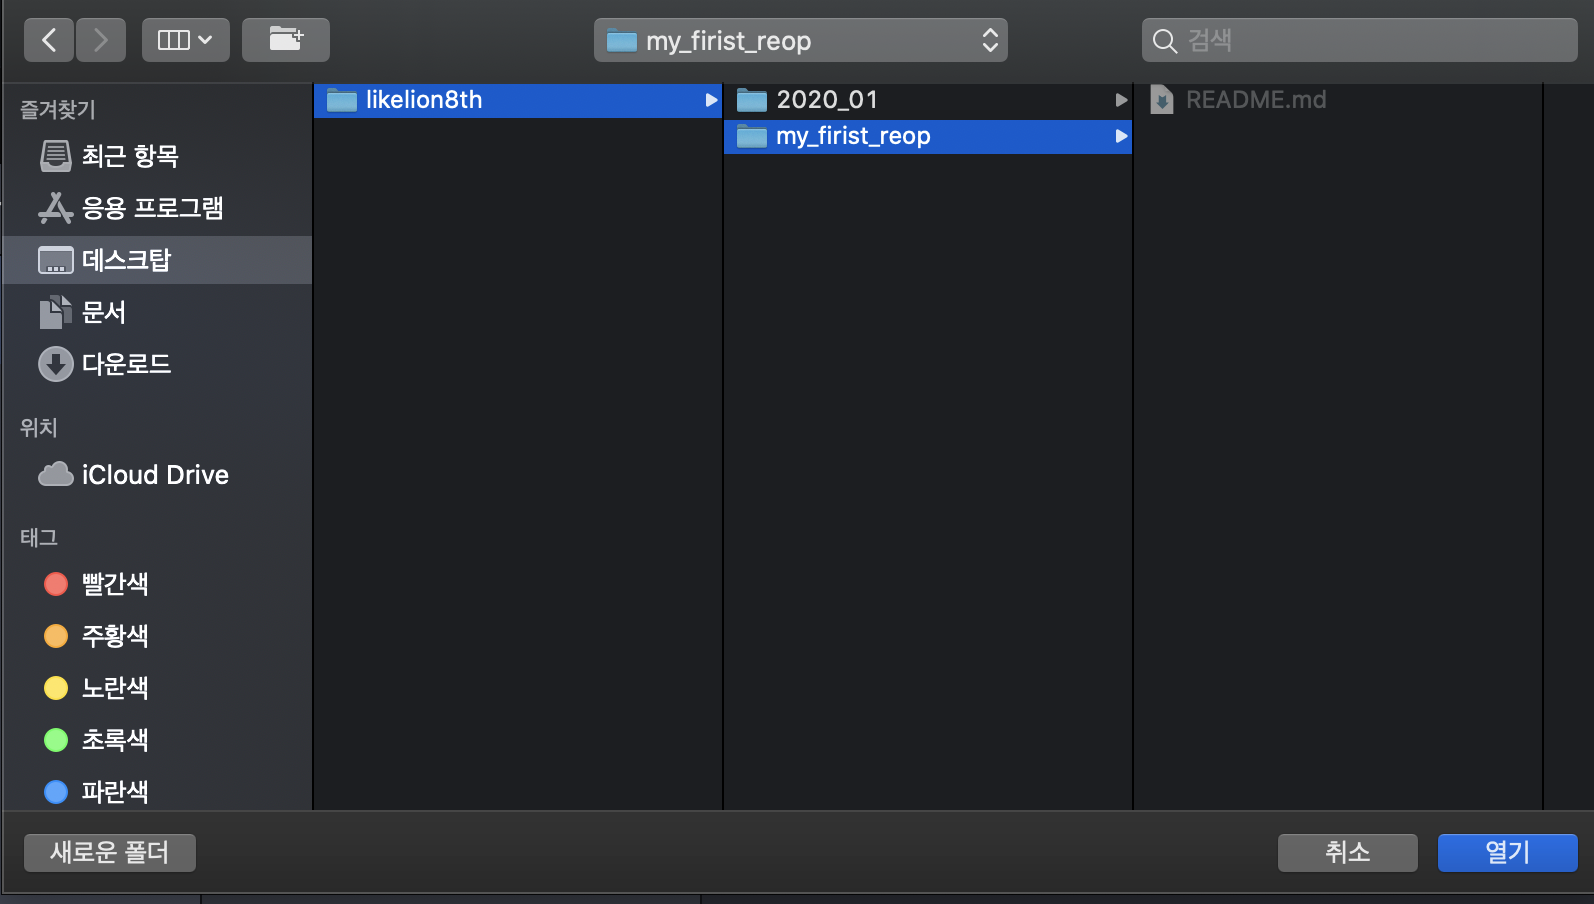 my_firist_reop
검색
즐겨찾기
최근 항목
응용 프로그램
데스크탑
문서
다운로드
위치
iCloud Drive
태그
빨간색
주황색
노란색
초록색
파란색
likelion8th
2020_01
my_firist_reop
README.md
새로운 폴더
취소
열기